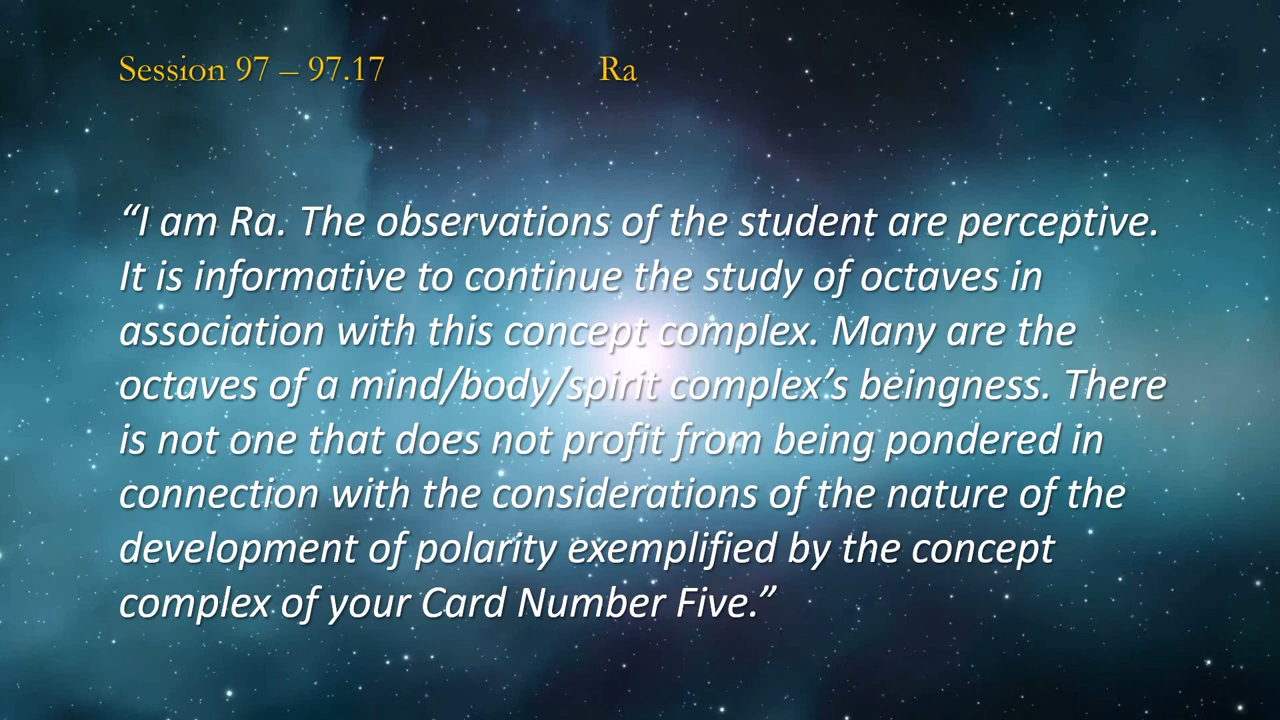 Session 97 – 97.17 Ra
“I am Ra. The observations of the student are perceptive.
It is informative to continue the study of octaves in
association with this concept complex. Many are the
octaves of a mind/body/spirit complex’s beingness. There
is not one that does not profit from being pondered in
connection with the considerations of the nature of the
development of polarity exemplified by the concept
complex of your Card Number Five.”